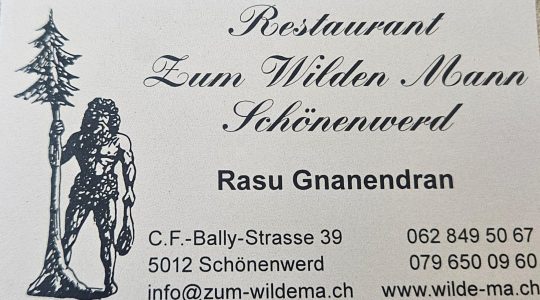 Restaurant
Zum Wilden Mann
Schönenwerd
Rasu Gnanendran
C.F.-Bally-Strasse 39 062 849 50 67
5012 Schönenwerd 079 650 09 60
info@zum-wildema.ch www.wilde-ma.ch